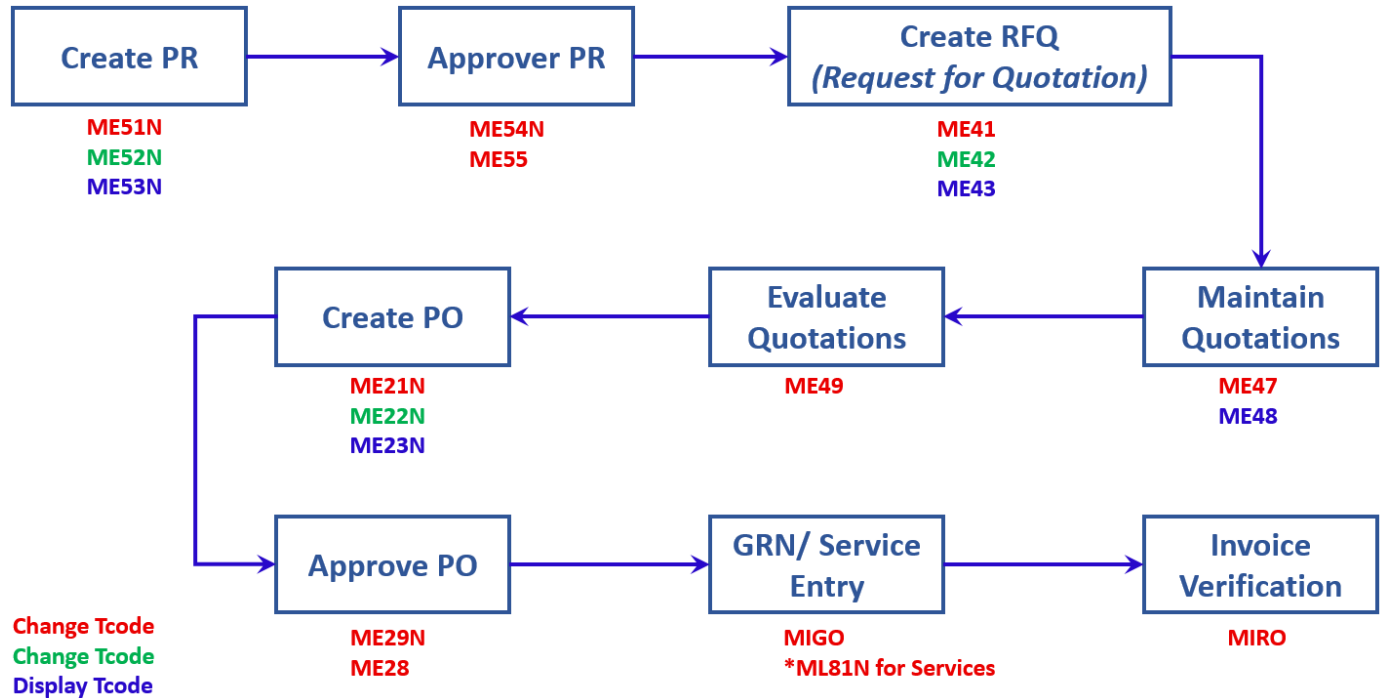 Create PR
ME51N
ME52N
ME53N
Approver PR
ME54N
ME55
Create RFQ
(Request for Quotation)
ME41
ME42
ME43
Maintain
Quotations
ME47
ME48
Evaluate
Quotations
ME49
Create PO
ME21N
ME22N
ME23N
Approve PO
ME29N
ME28
GRN/ Service
Entry
MIGO
*ML81N for Services
Invoice
Verification
MIRO
Change Tcode
Change Tcode
Display Tcode